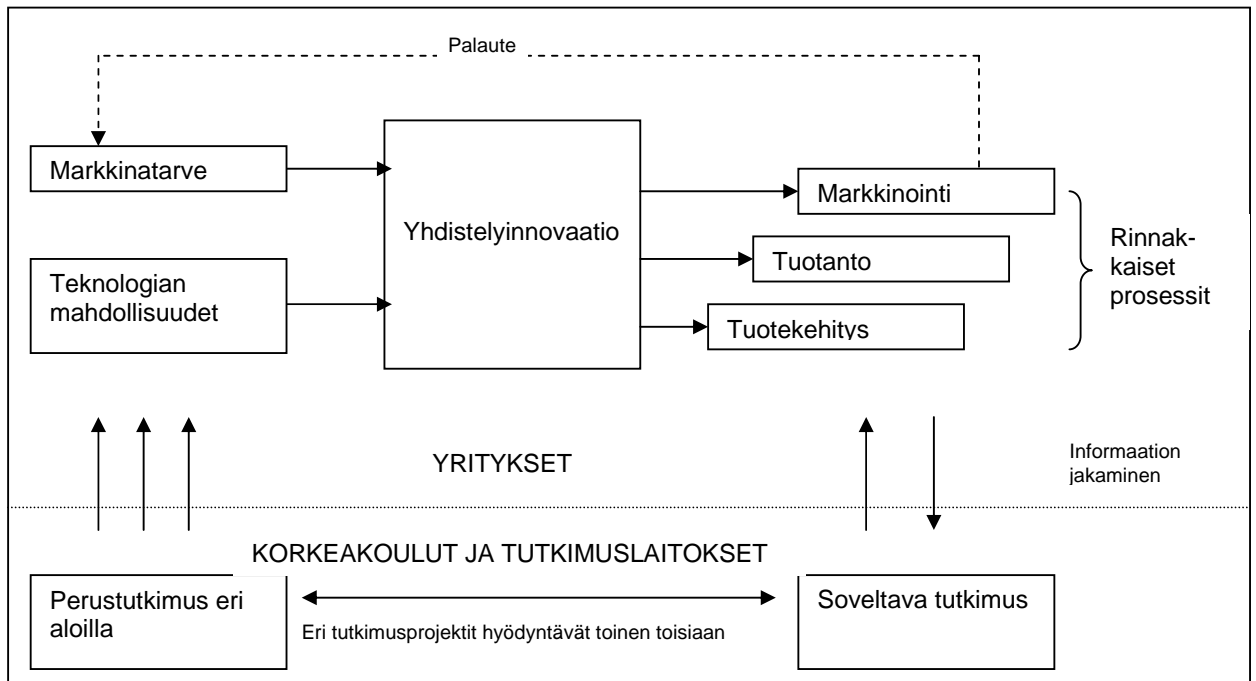 Palaute
Markkinatarve
Teknologian
mahdollisuudet
Yhdistelyinnovaatio
Markkinointi
Tuotanto
Tuotekehitys
Rinnak-
kaiset
prosessit
YRITYKSET
Informaation
jakaminen
KORKEAKOULUT JA TUTKIMUSLAITOKSET
Perustutkimus eri
aloilla
Eri tutkimusprojektit hyödyntävät toinen toisiaan
Soveltava tutkimus